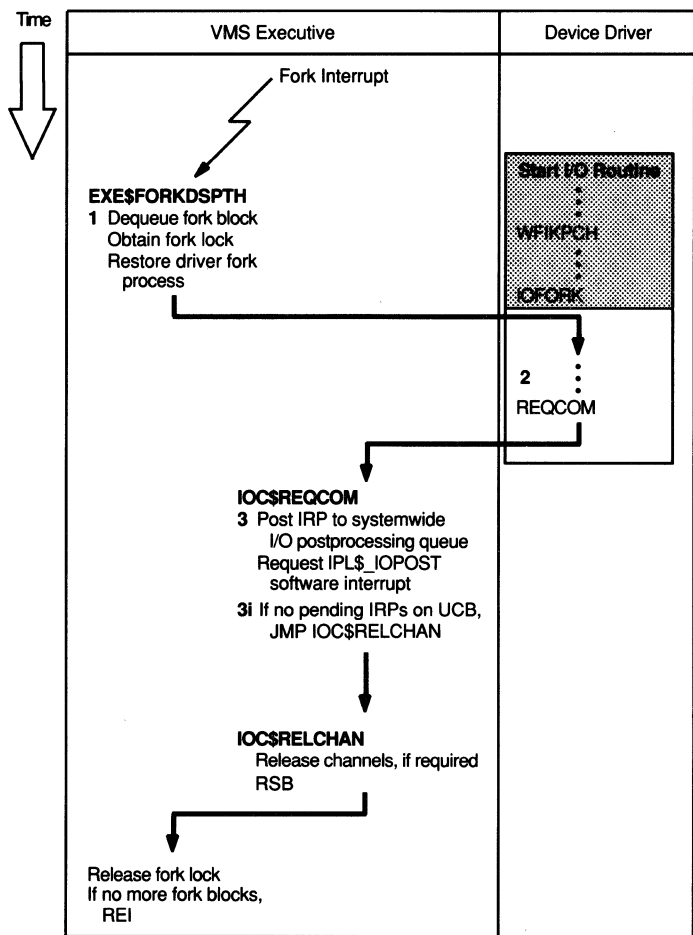 Time
VMS Executive
Device Driver
Fork Interrupt
EXE$FORKDSPTH
1 Dequeue fork block
Obtain fork lock
Restore driver fork
process
Start I/O Routine
WFIKPCH
IOFORK
2
REQCOM
IOC$REQCOM
3 Post IRP to systemwide
I/O postprocessing queue
Request IPL$_IOPOST
software interrupt
3i If no pending IRPs on UCB,
JMP IOC$RELCHAN
IOC$RELCHAN
Release channels, if required
RSB
Release fork lock
If no more fork blocks,
REI